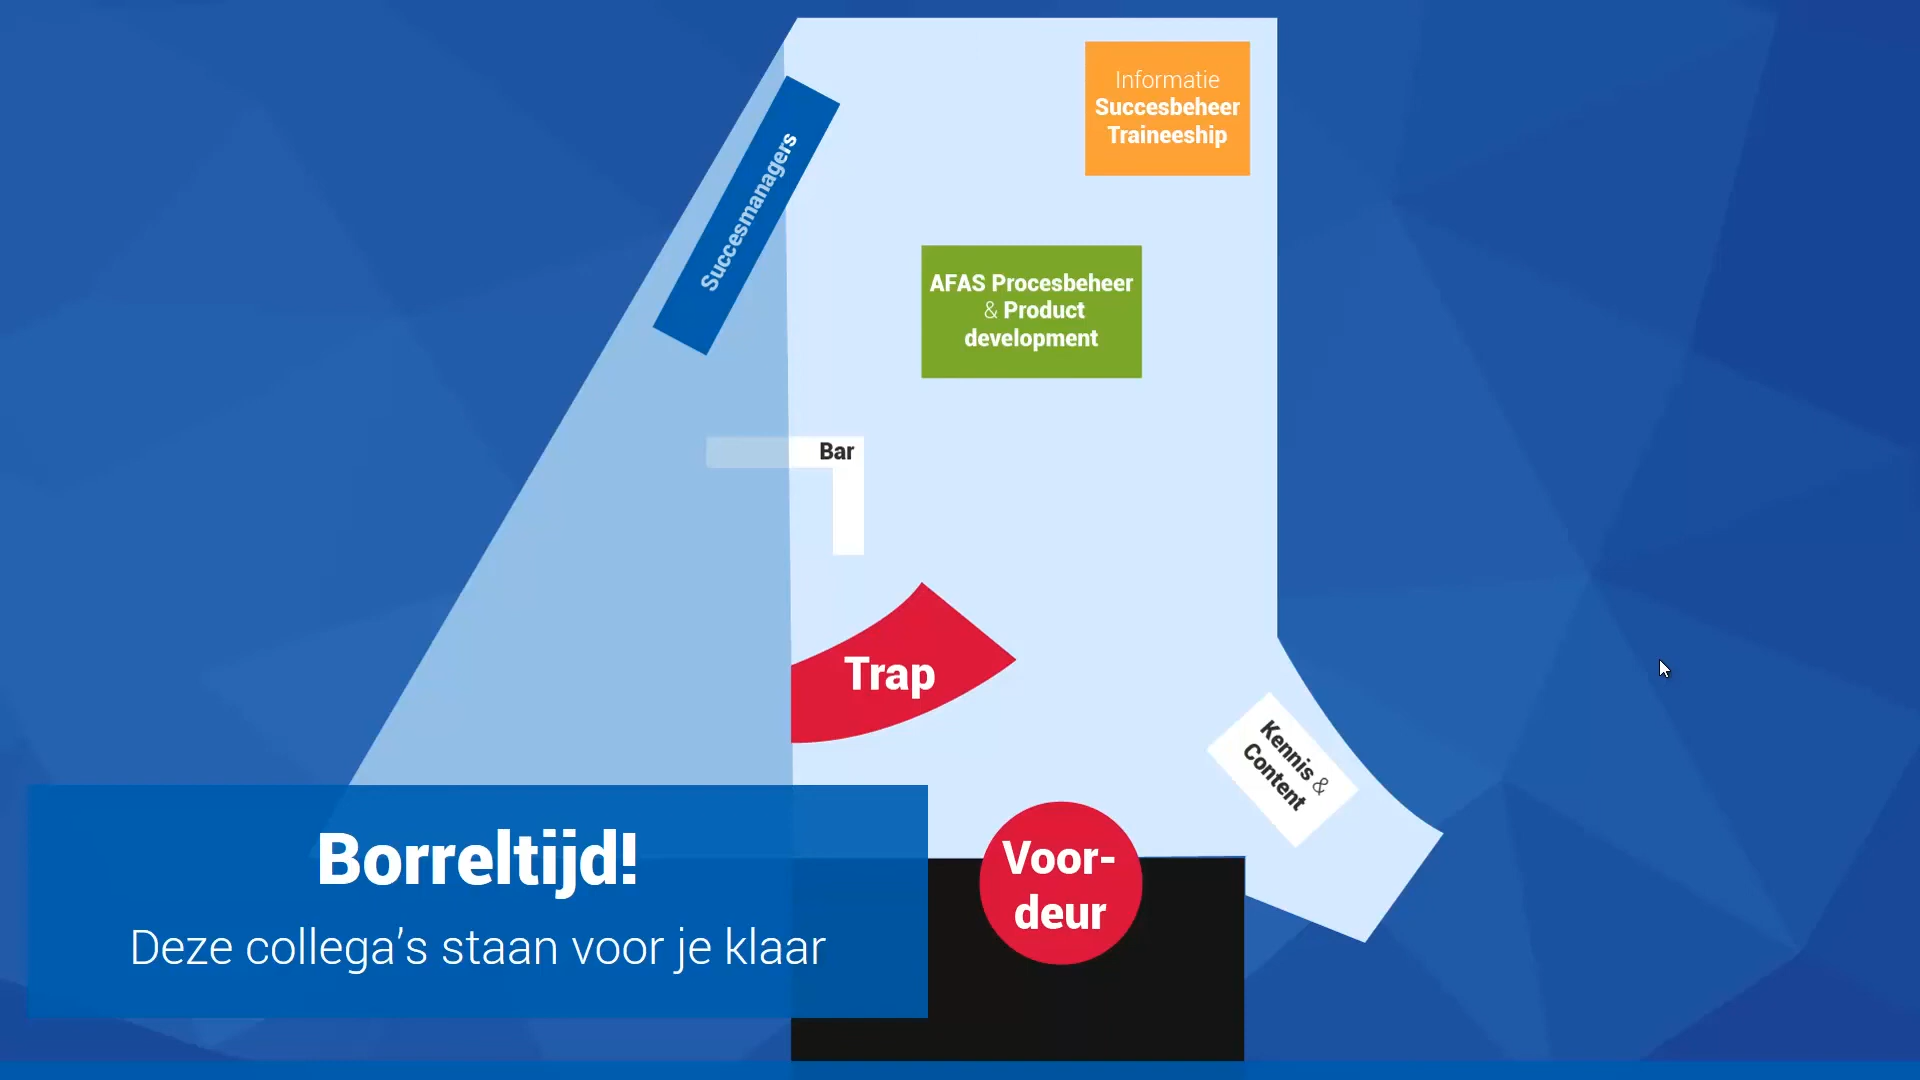 Informatie
Succesbeheer
Traineeship
Succesmanagers
AFAS Procesbeheer
& Product
development
Bar
Trap
Kennis &
Content
Voor-
deur
Borreltijd!
Deze collega's staan voor je klaar